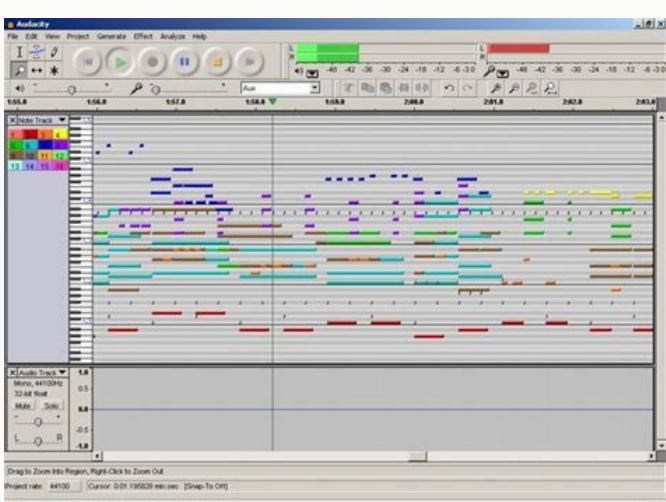 Audacity
File Edit View Project Generate Effect Analyze Help
L
R
-48 -42 -36 -30 -24 -18 -12 -6 -3 0
L
R
-48 -42 -36 -30 -24 -18 -12 -6 -3 0
Aux
1:55.0 1:56.0 1:57.0 1:58.0 1:59.0 2:00.0 2:01.0 2:02.0 2:03.0
X Note Track
1 2 3 4
9 10 11 12
13 14 15 16
X Audio Track
Mono, 44100Hz
32-bit float
Mute Solo
- +
L R
1.0
0.5
0.0
-0.5
-1.0
Drag to Zoom Into Region, Right-Click to Zoom Out
Project rate: 44100 Cursor: 0:01.195828 min:sec [Snap-To Off]